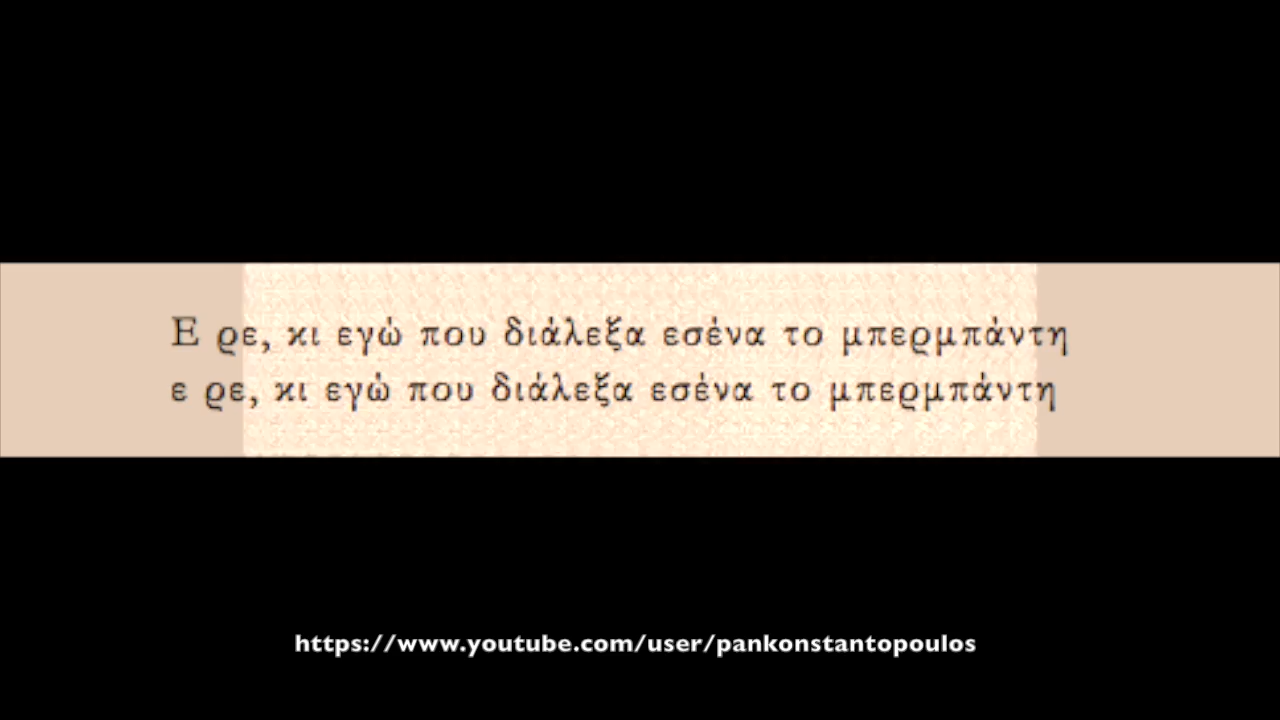 Ε ρε, κι εγώ που διάλεξα εσένα το μπερμπάντη
ε ρε, κι εγώ που διάλεξα εσένα το μπερμπάντη
https://www.youtube.com/user/pankonstantopoulos